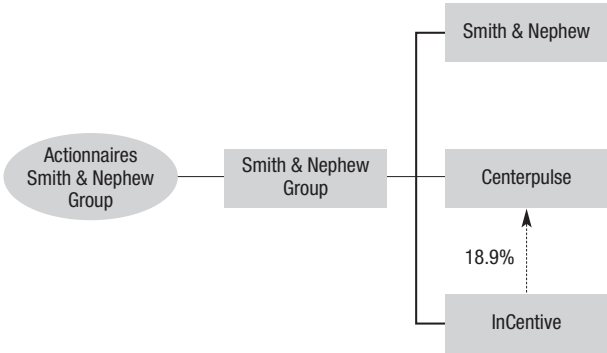 Smith & Nephew
Actionnaires
Smith & Nephew
Group
Smith & Nephew
Group
Centerpulse
18.9%
InCentive